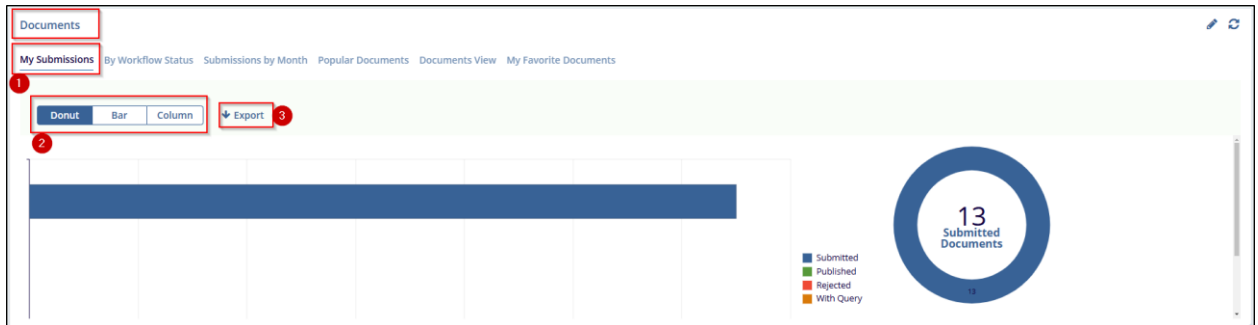 Documents
My Submissions By Workflow Status Submissions by Month Popular Documents Documents View My Favorite Documents
1
Donut Bar Column Export 3
2
13
Submitted
Documents
Submitted
Published
Rejected
With Query
13